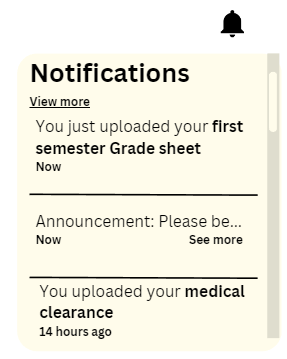 Notifications
View more
You just uploaded your first
semester Grade sheet
Now
Announcement: Please be...
Now See more
You uploaded your medical
clearance
14 hours ago